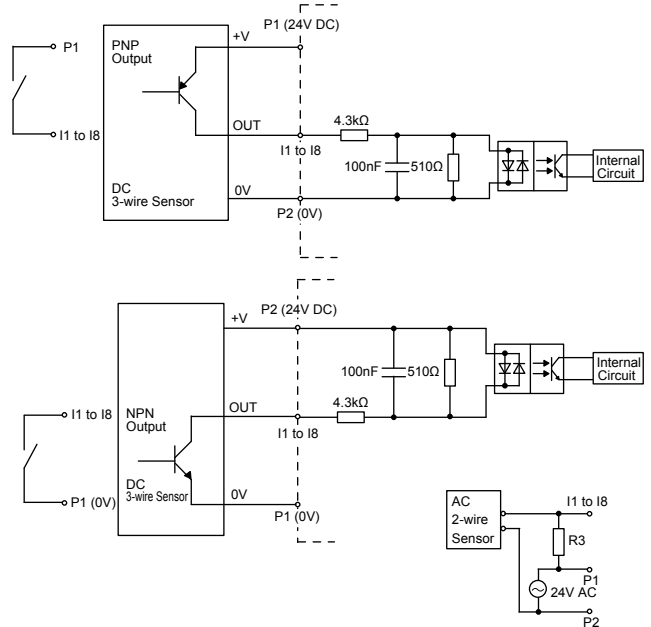 P1 (24V DC)
PNP
Output
+V
P1
4.3kΩ
OUT
I1 to I8
I1 to I8
100nF
510Ω
Internal
Circuit
DC
3-wire Sensor
0V
P2 (0V)
P2 (24V DC)
+V
100nF
510Ω
Internal
Circuit
4.3kΩ
I1 to I8
NPN
Output
OUT
I1 to I8
DC
3-wire Sensor
0V
P1 (0V)
P1 (0V)
AC
2-wire
Sensor
I1 to I8
R3
P1
24V AC
P2